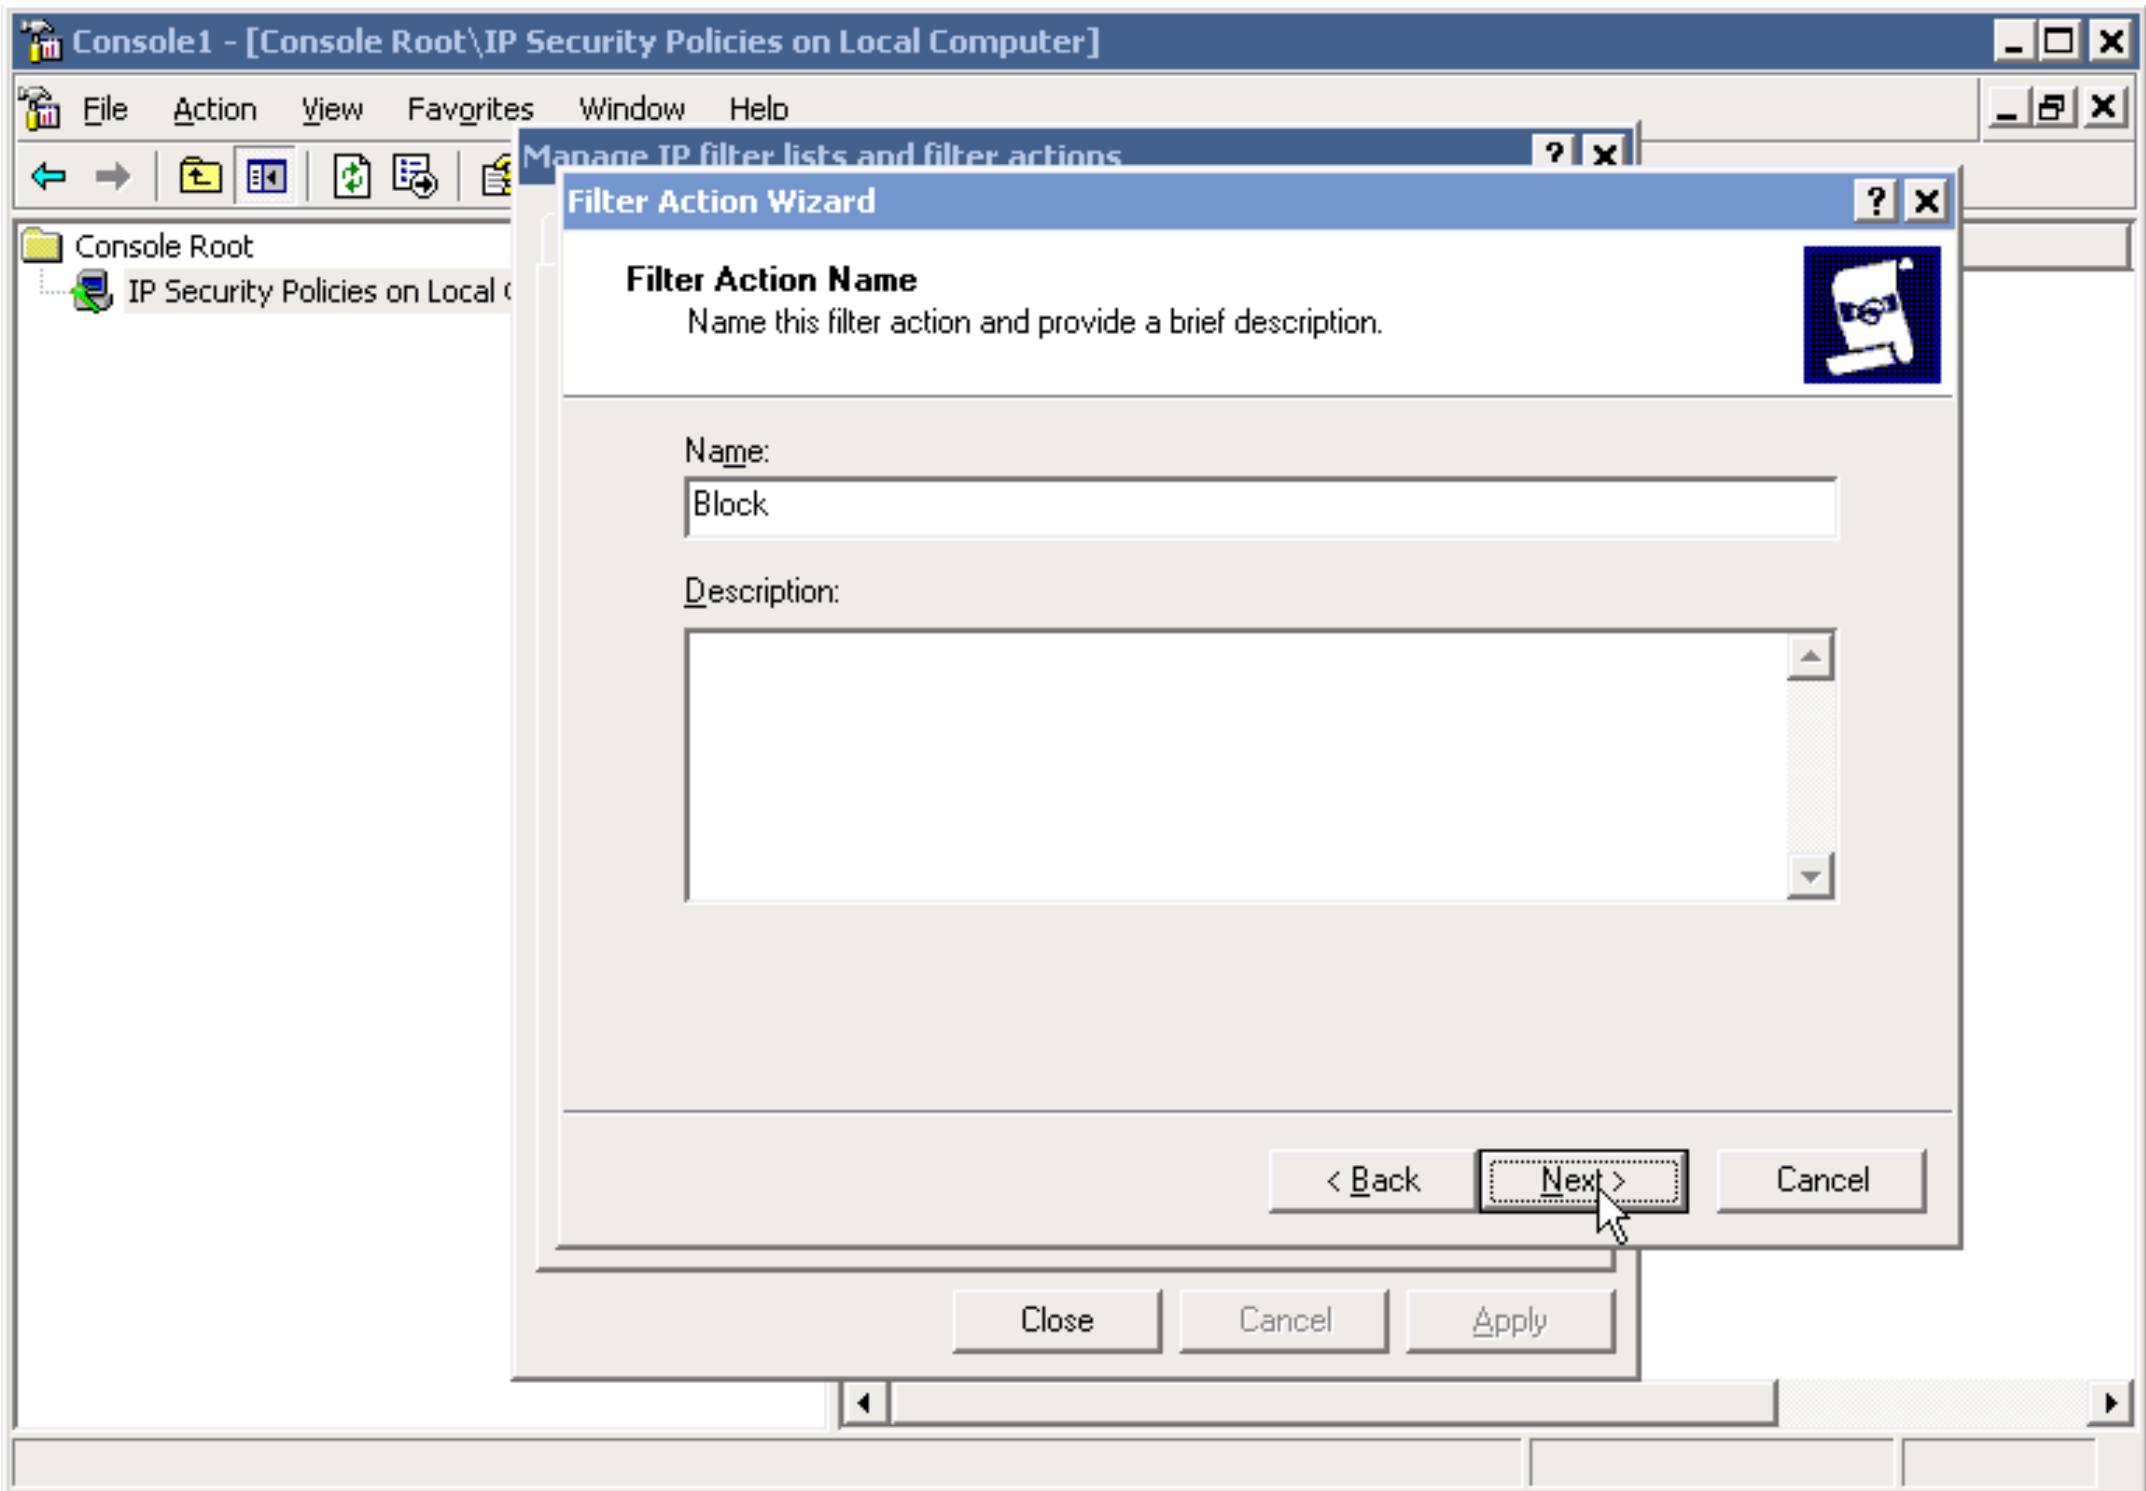 Console1 - [Console Root\IP Security Policies on Local Computer]
File Action View Favorites Window Help
Manage IP filter lists and filter actions
Filter Action Wizard
Console Root
IP Security Policies on Local
Filter Action Name
Name this filter action and provide a brief description.
Name:
Block
Description:
< Back Next > Cancel
Close Cancel Apply